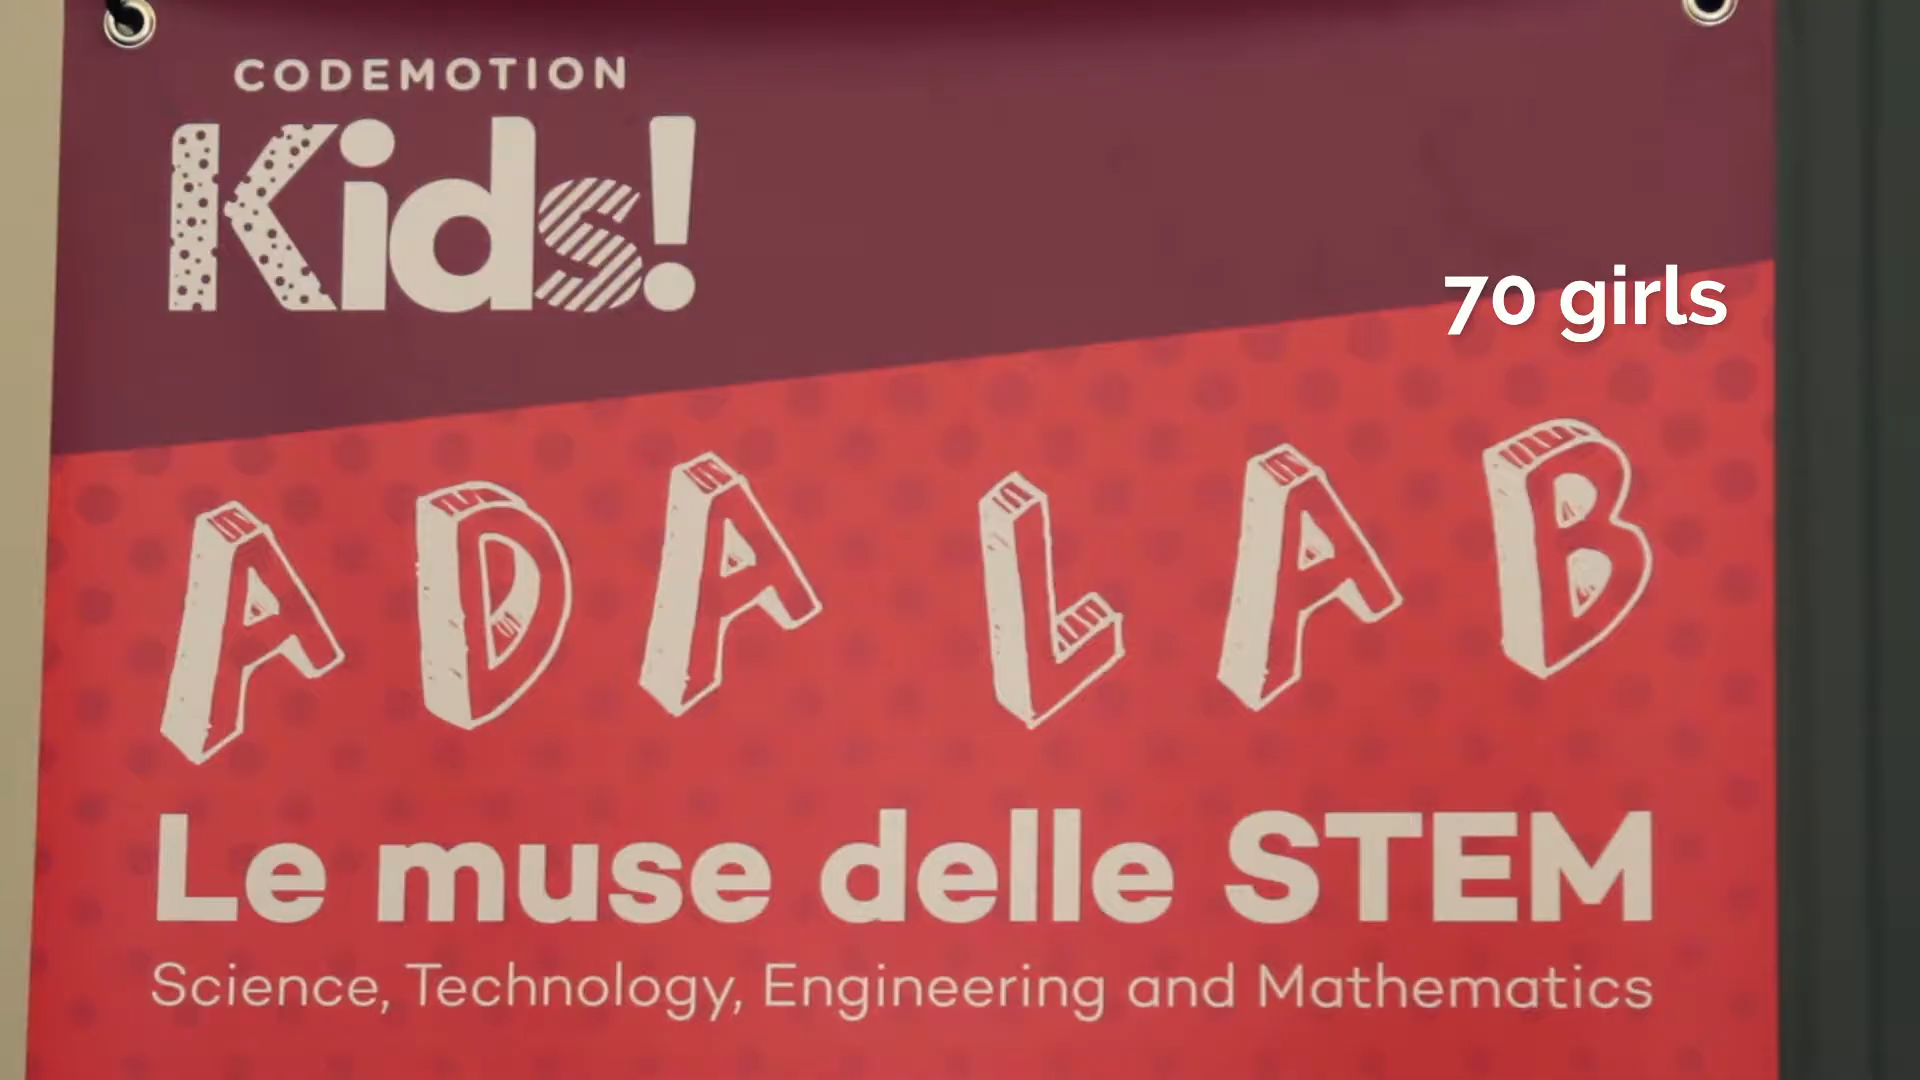 CODEMOTION
Kids!
70 girls
ADA LAB
Le muse delle STEM
Science, Technology, Engineering and Mathematics